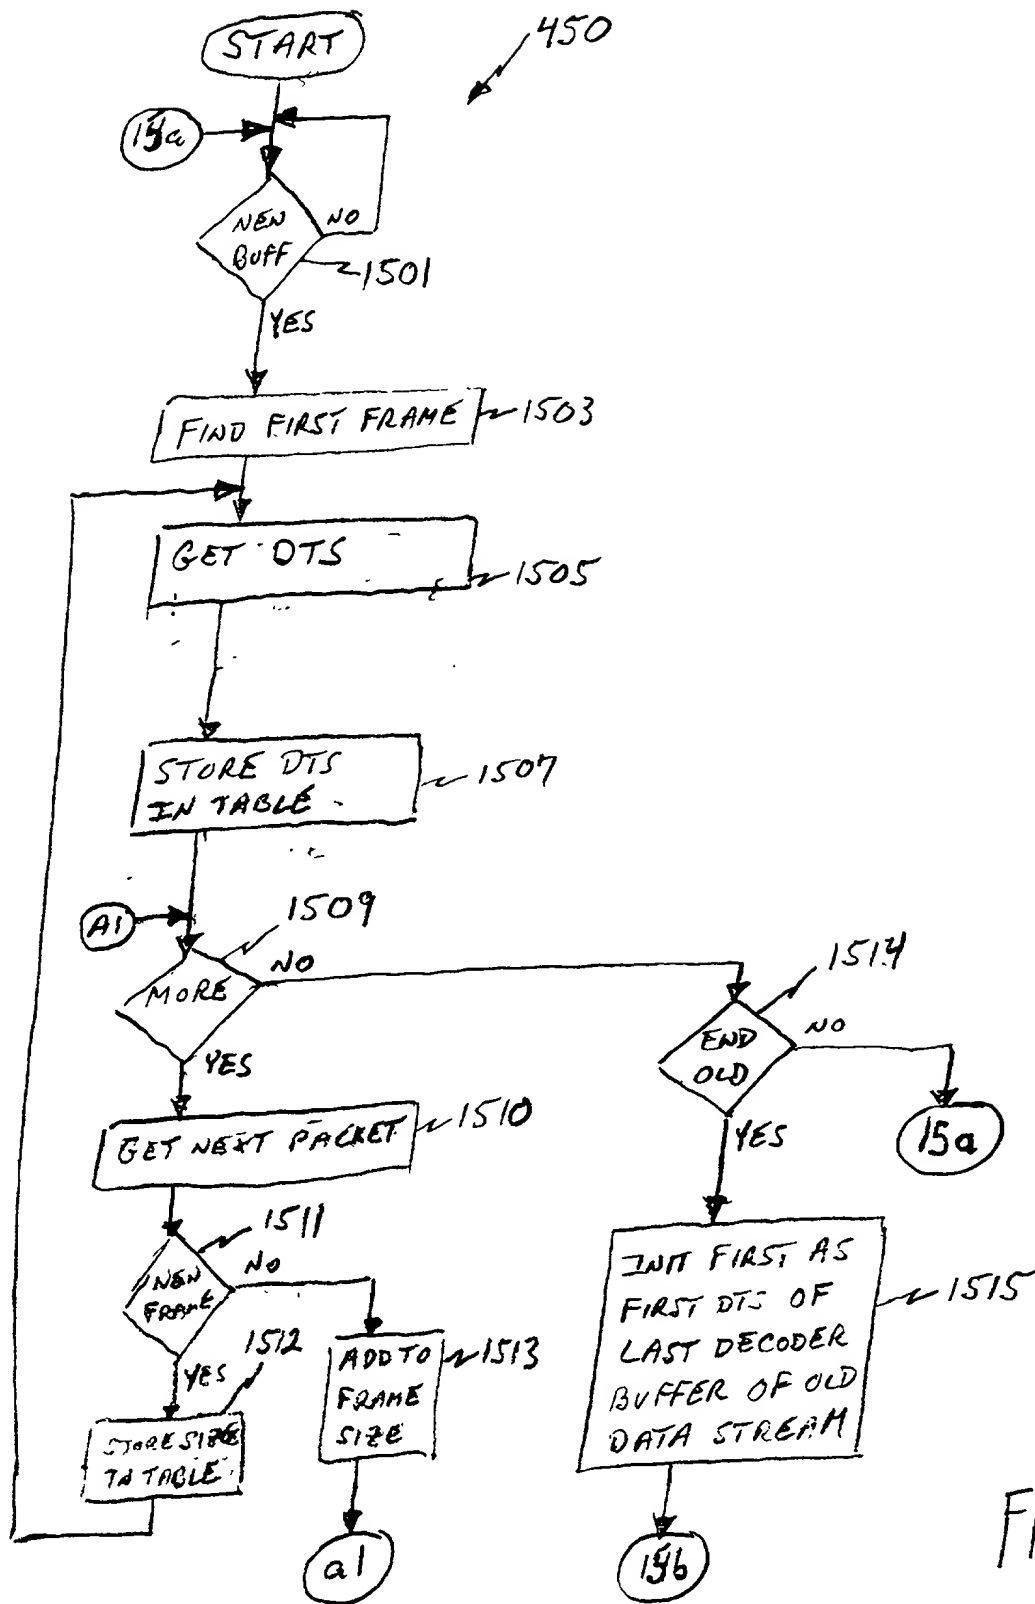 START
450
15a
NEW
BUFF
NO
1501
YES
FIND FIRST FRAME
1503
GET DTS
1505
STORE DTS
IN TABLE
1507
A1
1509
MORE
NO
YES
1514
END
OLD
NO
15a
YES
GET NEXT PACKET
1510
1511
NEW
FRAME
NO
YES
1512
STORE SIZE
IN TABLE
ADD TO
FRAME
SIZE
1513
a1
INIT FIRST AS
FIRST DTS OF
LAST DECODER
BUFFER OF OLD
DATA STREAM
1515
15b